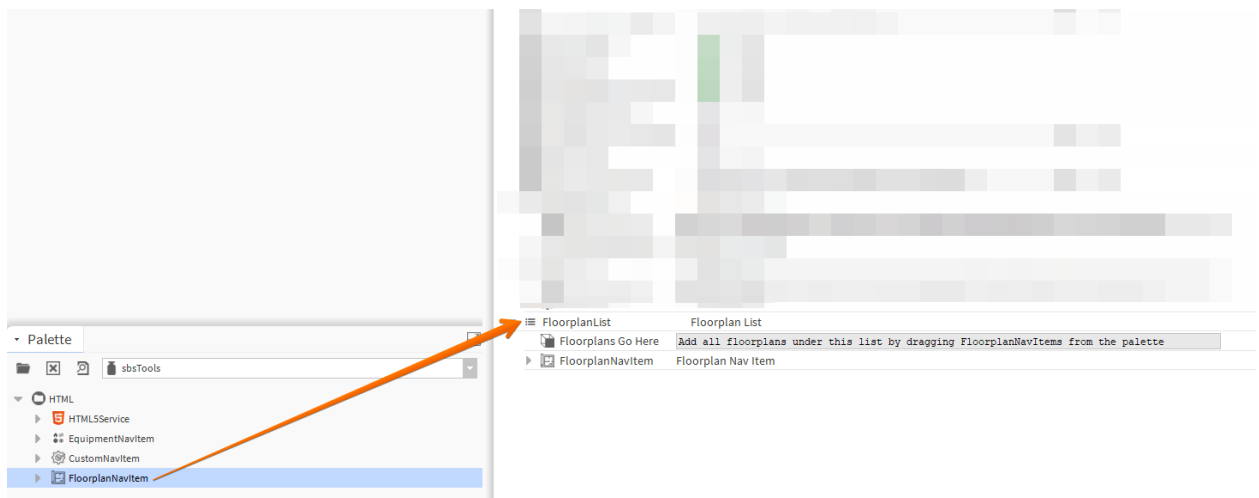 FloorplanList Floorplan List
Floorplans Go Here Add all floorplans under this list by dragging FloorplanNavItems from the palette
FloorplanNavItem Floorplan Nav Item
Palette
sbsTools
HTML
HTML5Service
EquipmentNavItem
CustomNavItem
FloorplanNavItem